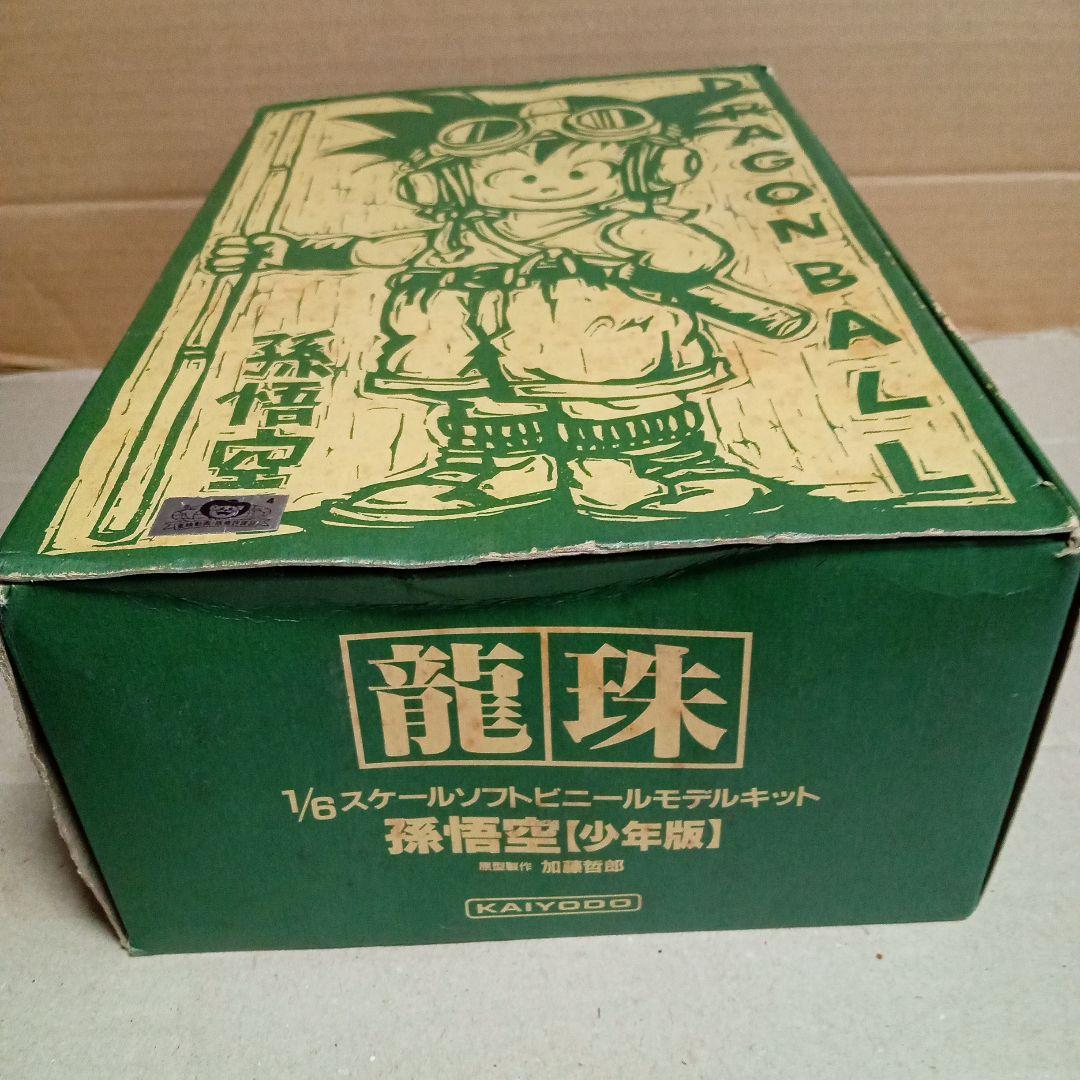 DRAGON BALL
孫悟空
龍珠
1/6スケールソフトビニールモデルキット
孫悟空【少年版】
原型製作 加藤哲郎
KAIYODO